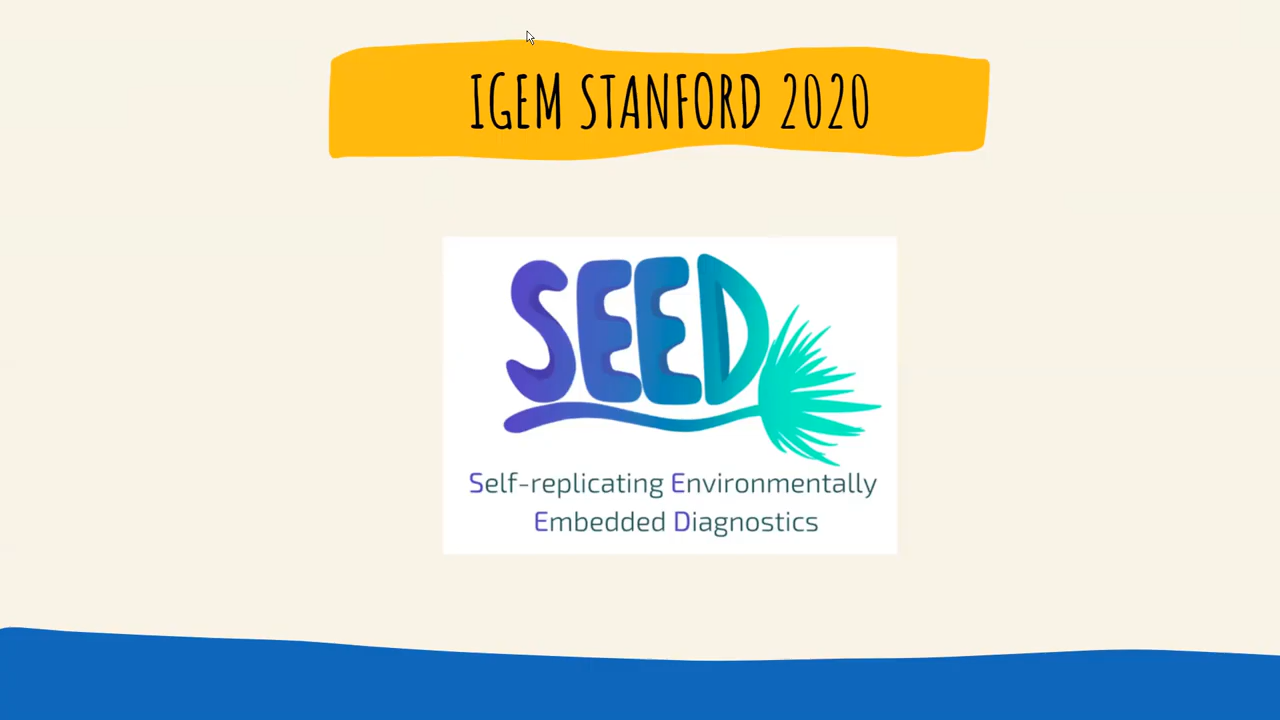 IGEM STANFORD 2020
SEED
Self-replicating Environmentally
Embedded Diagnostics